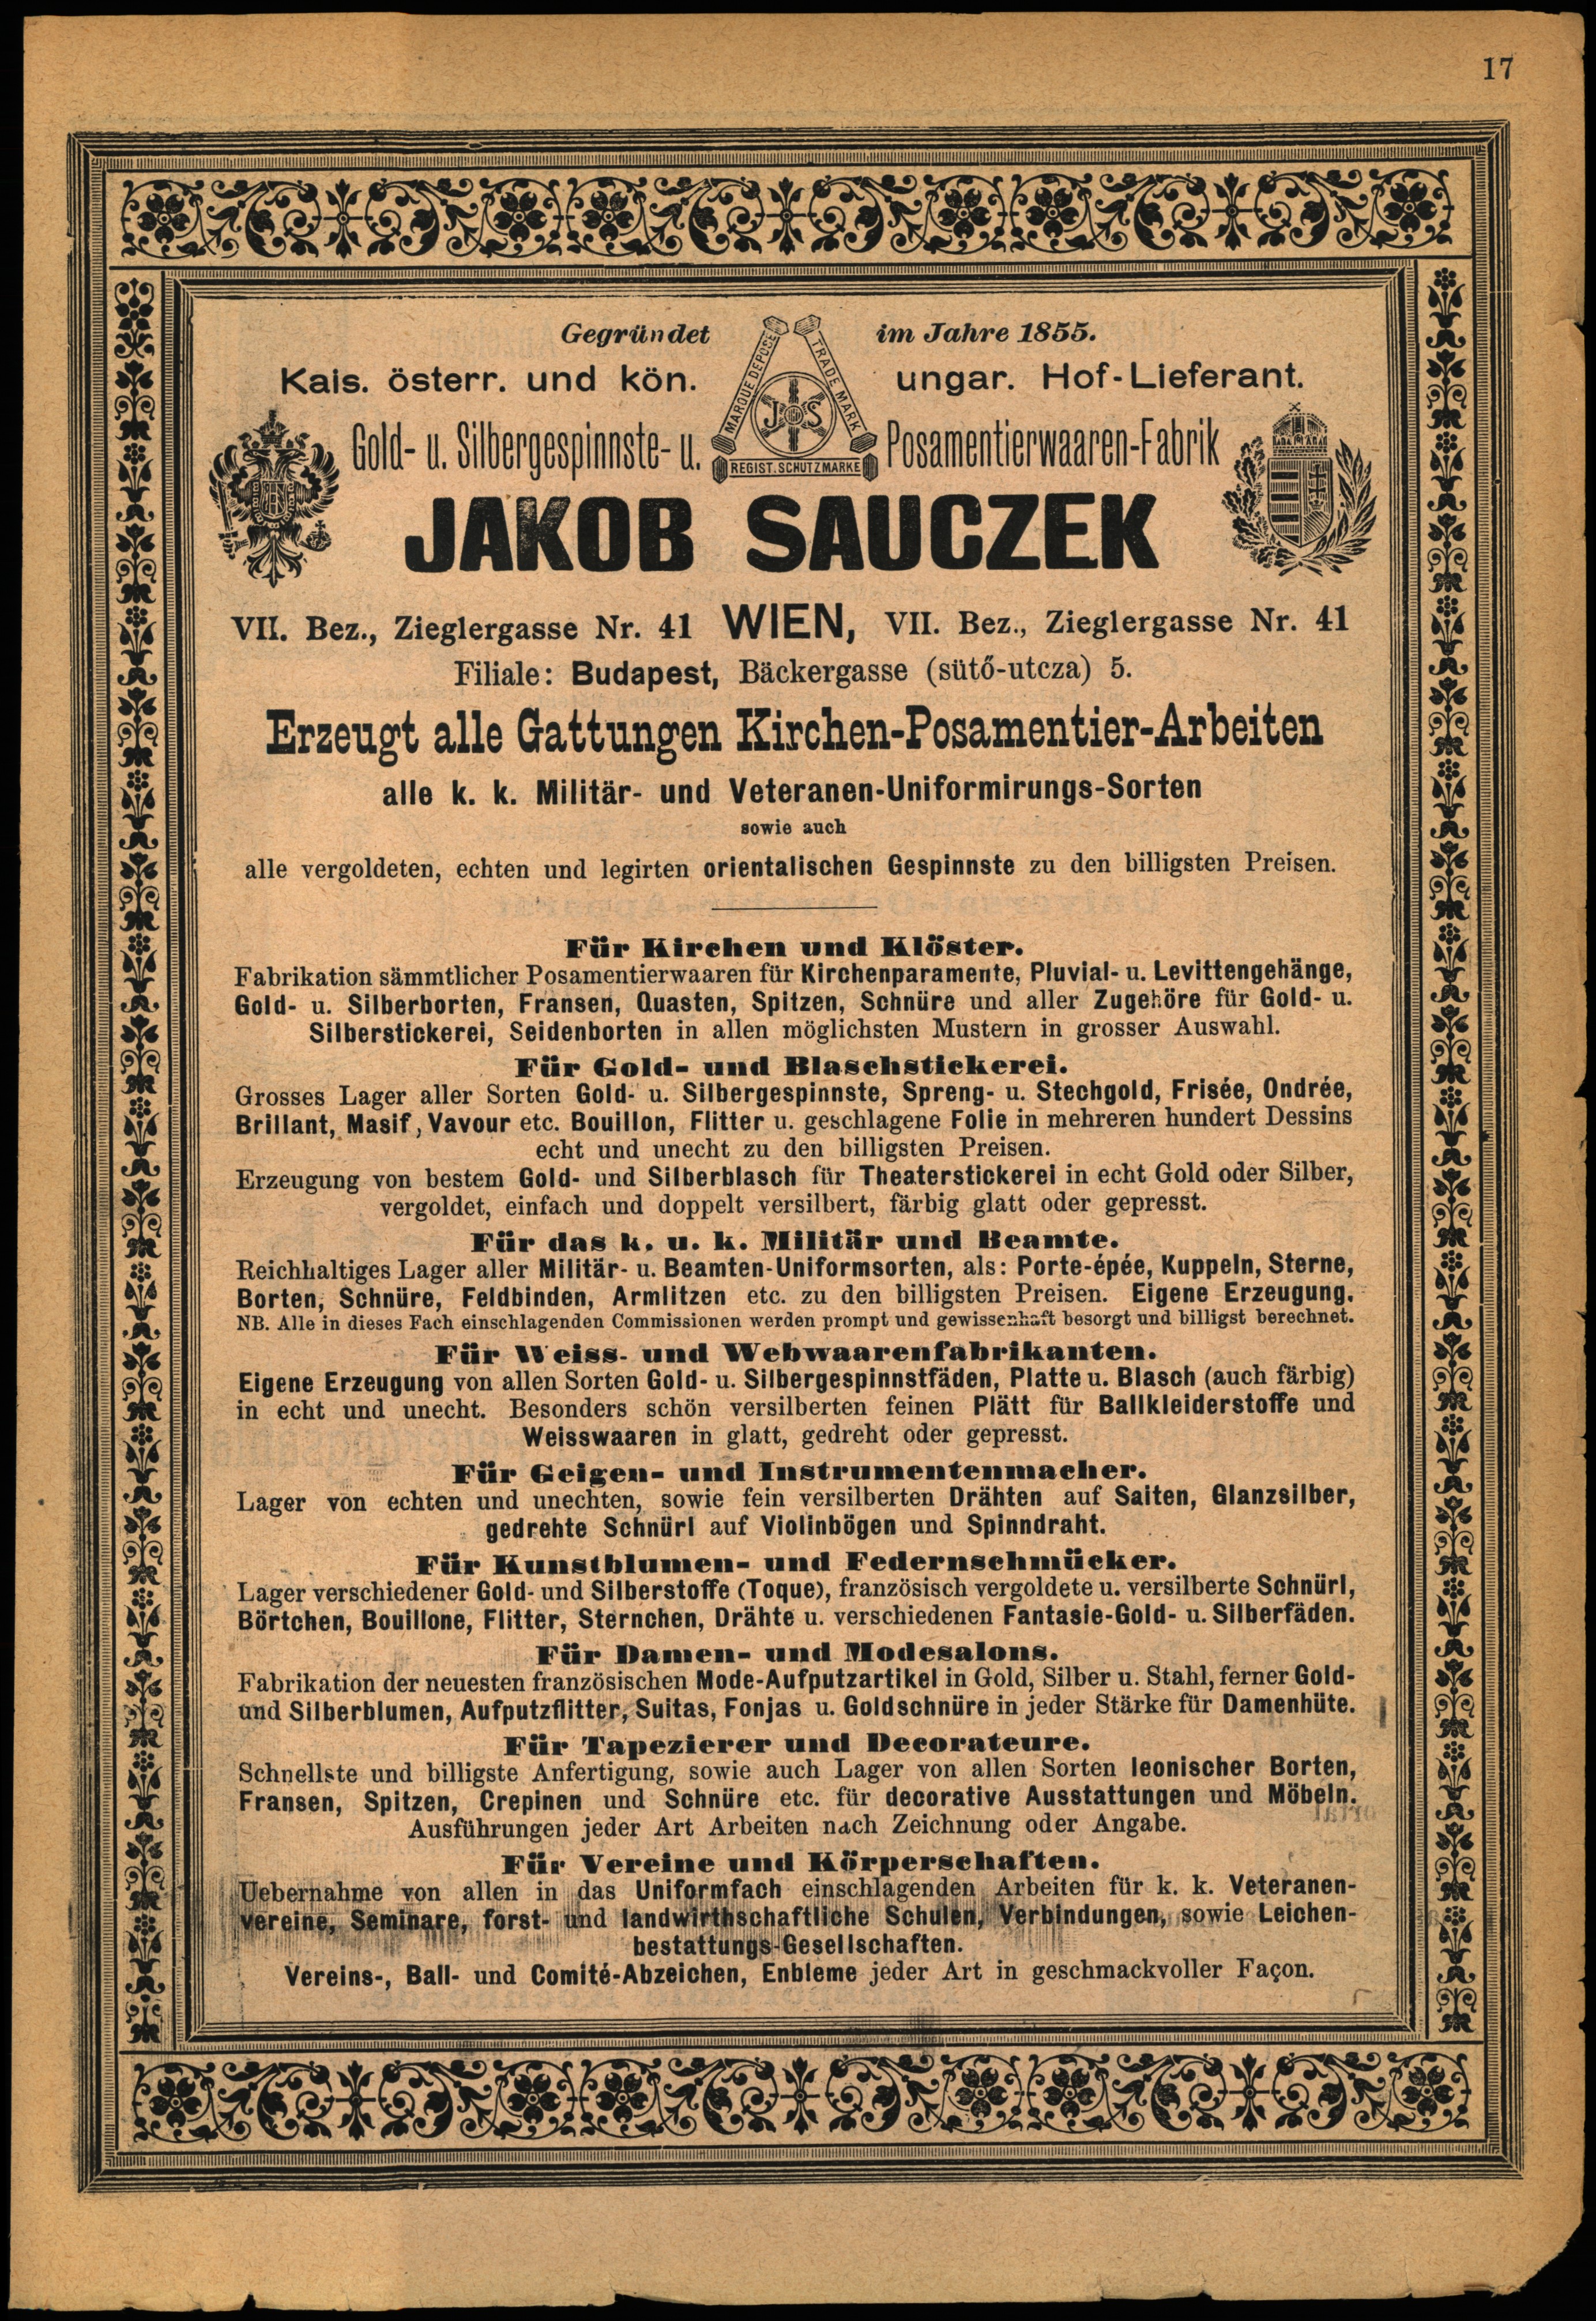 17
Gegründet im Jahre 1855.
Kais. österr. und kön. ungar. Hof-Lieferant.
MARQUE DEPOSÉ
TRADE MARK
J S
REGIST. SCHUTZMARKE
Gold- u. Silbergespinnste- u. Posamentierwaaren-Fabrik
JAKOB SAUCZEK
VII. Bez., Zieglergasse Nr. 41 WIEN, VII. Bez., Zieglergasse Nr. 41
Filiale: Budapest, Bäckergasse (sütő-utcza) 5.
Erzeugt alle Gattungen Kirchen-Posamentier-Arbeiten
alle k. k. Militär- und Veteranen-Uniformirungs-Sorten
sowie auch
alle vergoldeten, echten und legirten orientalischen Gespinnste zu den billigsten Preisen.
Für Kirchen und Klöster.
Fabrikation sämmtlicher Posamentierwaaren für Kirchenparamente, Pluvial- u. Levittengehänge,
Gold- u. Silberborten, Fransen, Quasten, Spitzen, Schnüre und aller Zugehöre für Gold- u.
Silberstickerei, Seidenborten in allen möglichsten Mustern in grosser Auswahl.
Für Gold- und Blaschstickerei.
Grosses Lager aller Sorten Gold- u. Silbergespinnste, Spreng- u. Stechgold, Frisée, Ondrée,
Brillant, Masif, Vavour etc. Bouillon, Flitter u. geschlagene Folie in mehreren hundert Dessins
echt und unecht zu den billigsten Preisen.
Erzeugung von bestem Gold- und Silberblasch für Theaterstickerei in echt Gold oder Silber,
vergoldet, einfach und doppelt versilbert, färbig glatt oder gepresst.
Für das k. u. k. Militär und Beamte.
Reichhaltiges Lager aller Militär- u. Beamten-Uniformsorten, als: Porte-épée, Kuppeln, Sterne,
Borten, Schnüre, Feldbinden, Armlitzen etc. zu den billigsten Preisen. Eigene Erzeugung.
NB. Alle in dieses Fach einschlagenden Commissionen werden prompt und gewissenhaft besorgt und billigst berechnet.
Für Weiss- und Webwaarenfabrikanten.
Eigene Erzeugung von allen Sorten Gold- u. Silbergespinnstfäden, Platte u. Blasch (auch färbig)
in echt und unecht. Besonders schön versilberten feinen Plätt für Ballkleiderstoffe und
Weisswaaren in glatt, gedreht oder gepresst.
Für Geigen- und Instrumentenmacher.
Lager von echten und unechten, sowie fein versilberten Drähten auf Saiten, Glanzsilber,
gedrehte Schnürl auf Violinbögen und Spinndraht.
Für Kunstblumen- und Federnschmücker.
Lager verschiedener Gold- und Silberstoffe (Toque), französisch vergoldete u. versilberte Schnürl,
Börtchen, Bouillone, Flitter, Sternchen, Drähte u. verschiedenen Fantasie-Gold- u. Silberfäden.
Für Damen- und Modesalons.
Fabrikation der neuesten französischen Mode-Aufputzartikel in Gold, Silber u. Stahl, ferner Gold-
und Silberblumen, Aufputzflitter, Suitas, Fonjas u. Goldschnüre in jeder Stärke für Damenhüte.
Für Tapezierer und Decorateure.
Schnellste und billigste Anfertigung, sowie auch Lager von allen Sorten leonischer Borten,
Fransen, Spitzen, Crepinen und Schnüre etc. für decorative Ausstattungen und Möbeln.
Ausführungen jeder Art Arbeiten nach Zeichnung oder Angabe.
Für Vereine und Körperschaften.
Uebernahme von allen in das Uniformfach einschlagenden Arbeiten für k. k. Veteranen-
vereine, Seminare, forst- und landwirthschaftliche Schulen, Verbindungen, sowie Leichen-
bestattungs-Gesellschaften.
Vereins-, Ball- und Comité-Abzeichen, Enbleme jeder Art in geschmackvoller Façon.